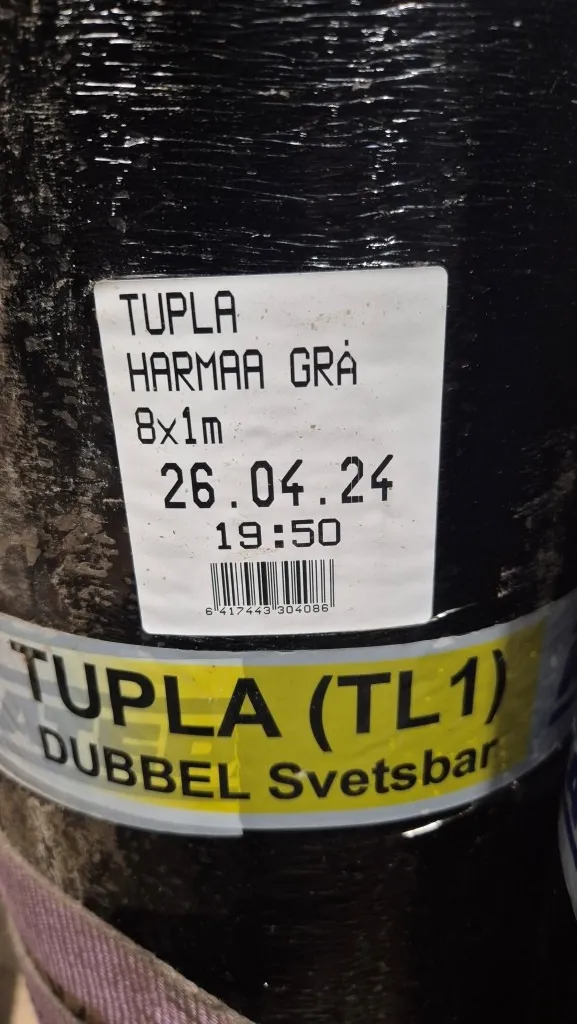 TUPLA
HARMAA GRÅ
8x1m
26.04.24
19:50
6 417443 304086
TUPLA (TL1)
DUBBEL Svetsbar